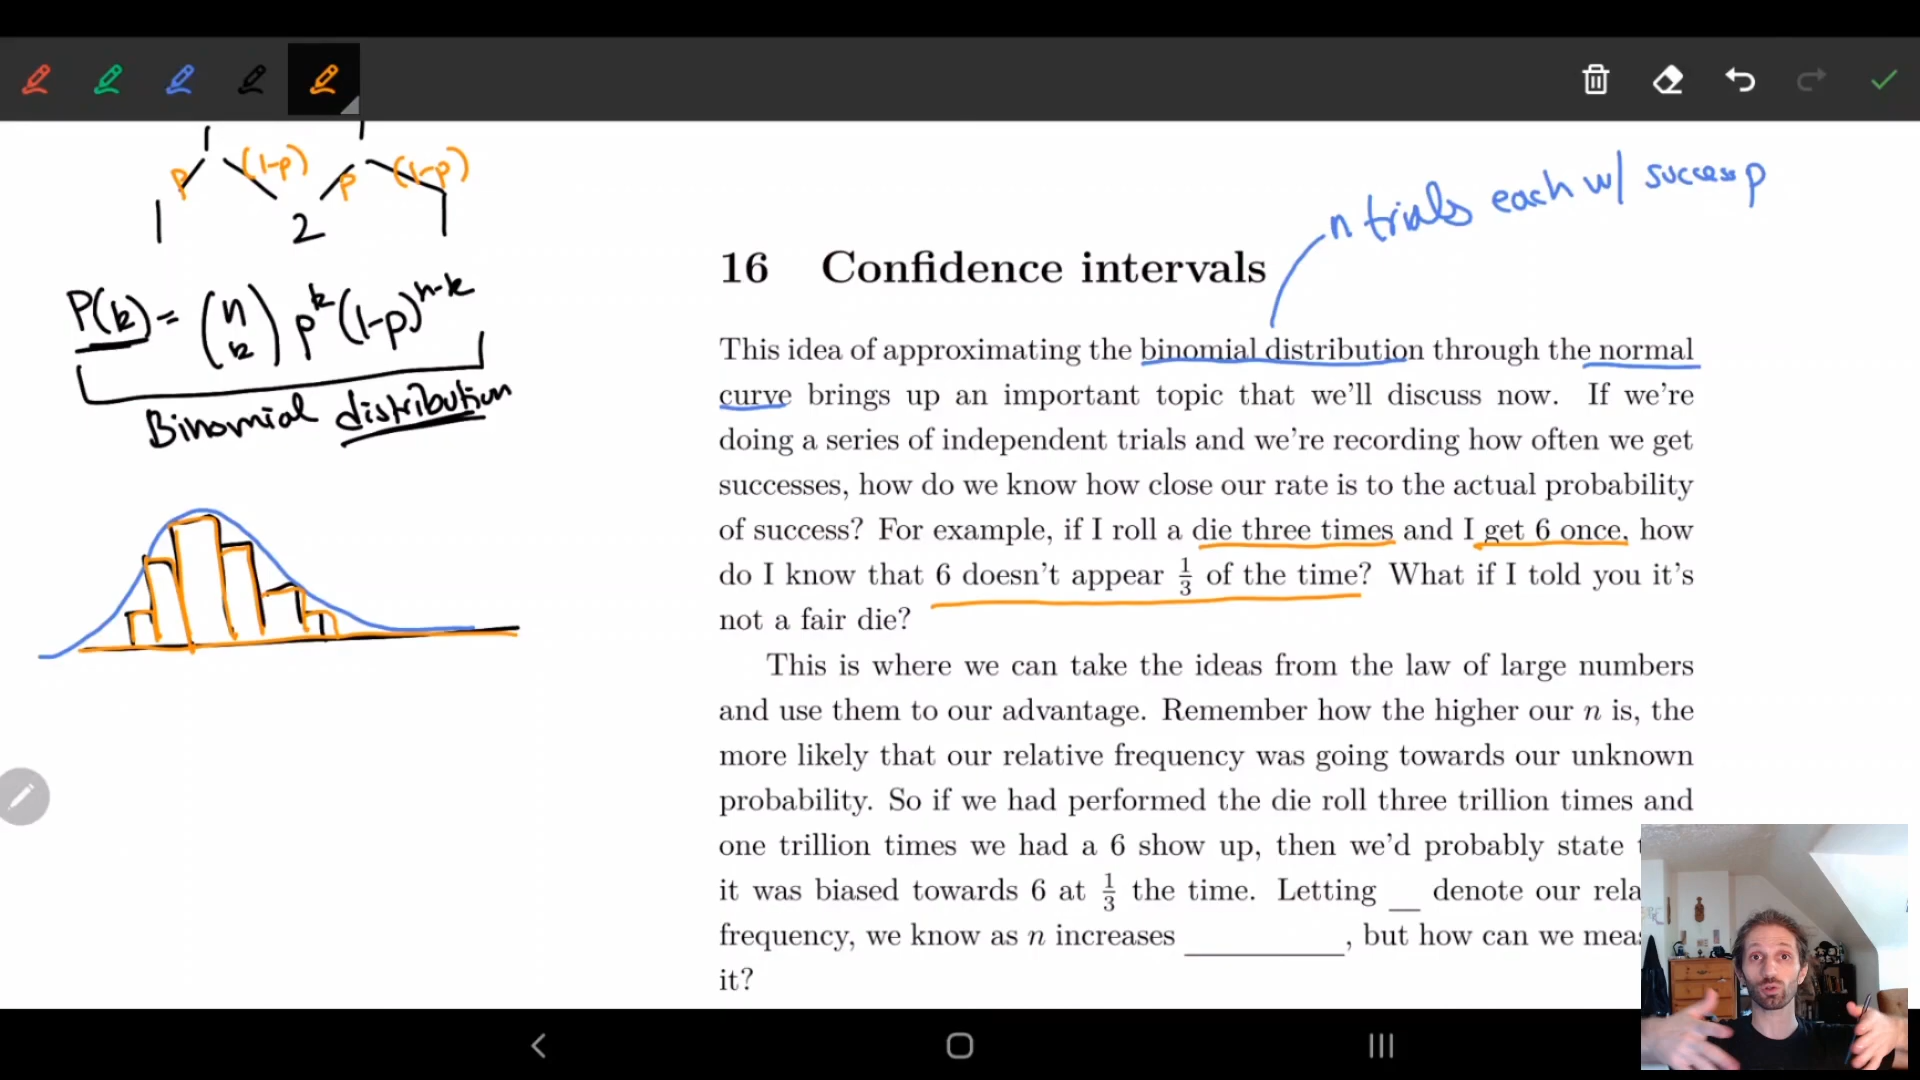 p (1-p) p (1-p)
1 2 1
P(k) = (n k) p^k (1-p)^n-k
Binomial distribution
n trials each w/ success p
16 Confidence intervals
This idea of approximating the binomial distribution through the normal
curve brings up an important topic that we'll discuss now. If we're
doing a series of independent trials and we're recording how often we get
successes, how do we know how close our rate is to the actual probability
of success? For example, if I roll a die three times and I get 6 once, how
do I know that 6 doesn't appear 1/3 of the time? What if I told you it's
not a fair die?
This is where we can take the ideas from the law of large numbers
and use them to our advantage. Remember how the higher our n is, the
more likely that our relative frequency was going towards our unknown
probability. So if we had performed the die roll three trillion times and
one trillion times we had a 6 show up, then we'd probably state
it was biased towards 6 at 1/3 the time. Letting __ denote our rela
frequency, we know as n increases ________, but how can we mea
it?